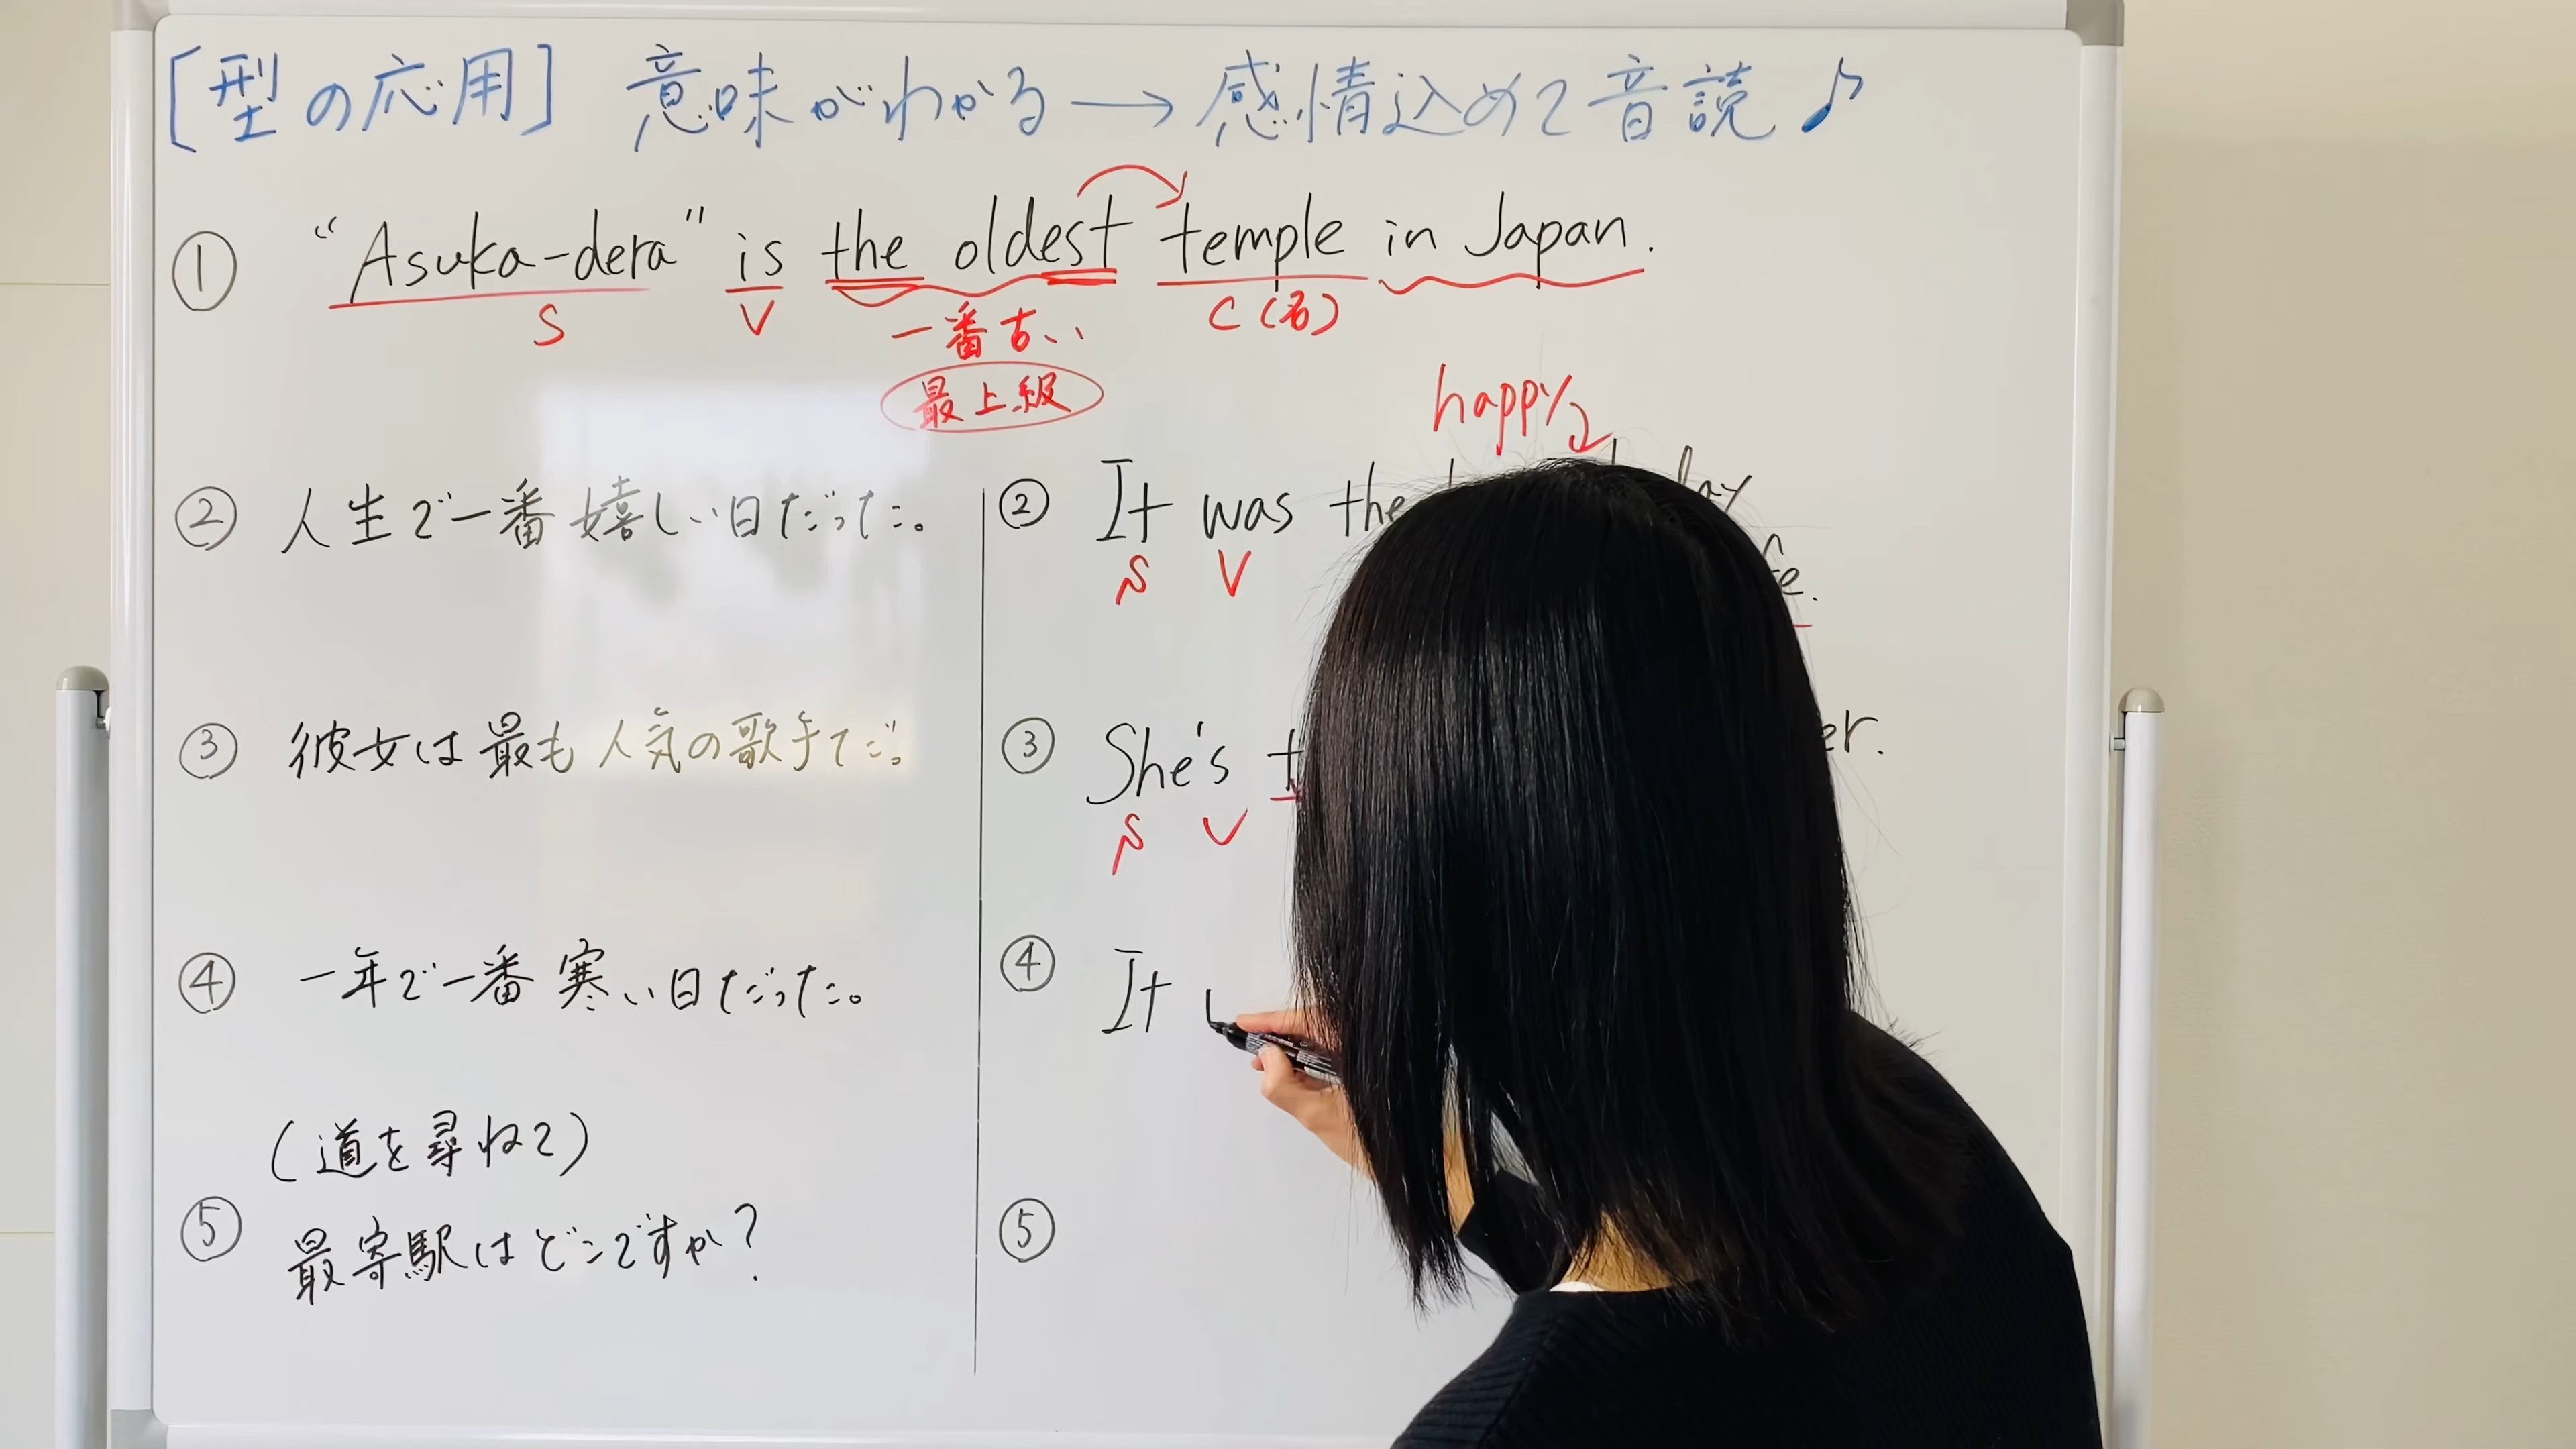 [型の応用] 意味がわかる → 感情込めて音読♪
① "Asuka-dera" is the oldest temple in Japan.
S V 一番古い C (名)
最上級
② 人生で一番嬉しい日だった。
③ 彼女は最も人気の歌手だ。
④ 一年で一番寒い日だった。
(道を尋ねて)
⑤ 最寄駅はどこですか?
happy
② It was the
S V
③ She's
S V
④ It
⑤